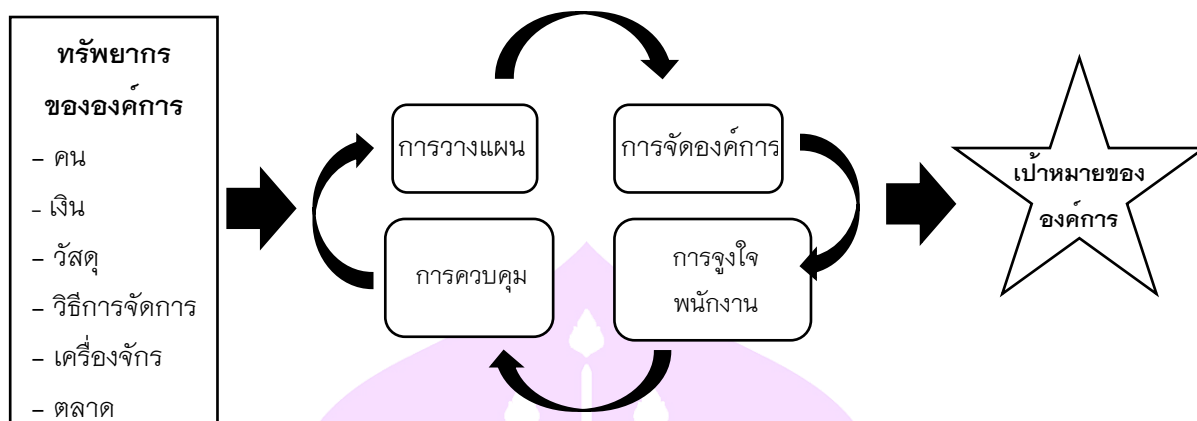 ทรัพยากร
ขององค์การ
– คน
- เงิน
– วัสดุ
– วิธีการจัดการ
– เครื่องจักร
– ตลาด
การวางแผน
การจัดองค์การ
การควบคุม
การจูงใจ
พนักงาน
เป้าหมายของ
องค์การ